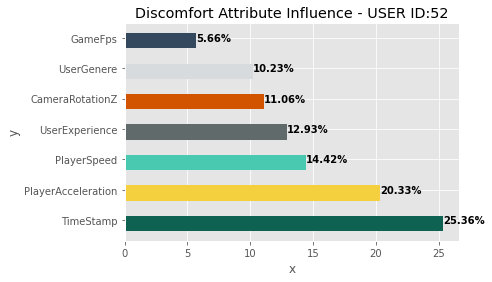 Discomfort Attribute Influence - USER ID:52
GameFps
5.66%
UserGenere
10.23%
CameraRotationZ
11.06%
UserExperience
12.93%
PlayerSpeed
14.42%
PlayerAcceleration
20.33%
TimeStamp
25.36%
y
0 5 10 15 20 25
x